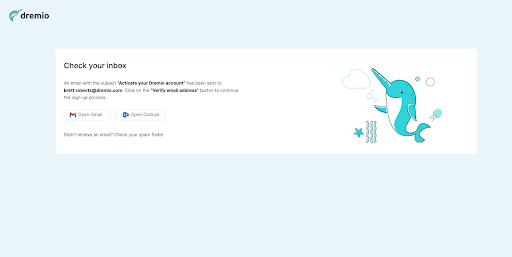 dremio
Check your inbox
An email with the subject "Activate your Dremio account" has been sent to
brett.roberts@dremio.com. Click on the "Verify email address" button to continue
the sign-up process.
Open Gmail
Open Outlook
Didn't receive an email? Check your spam folder